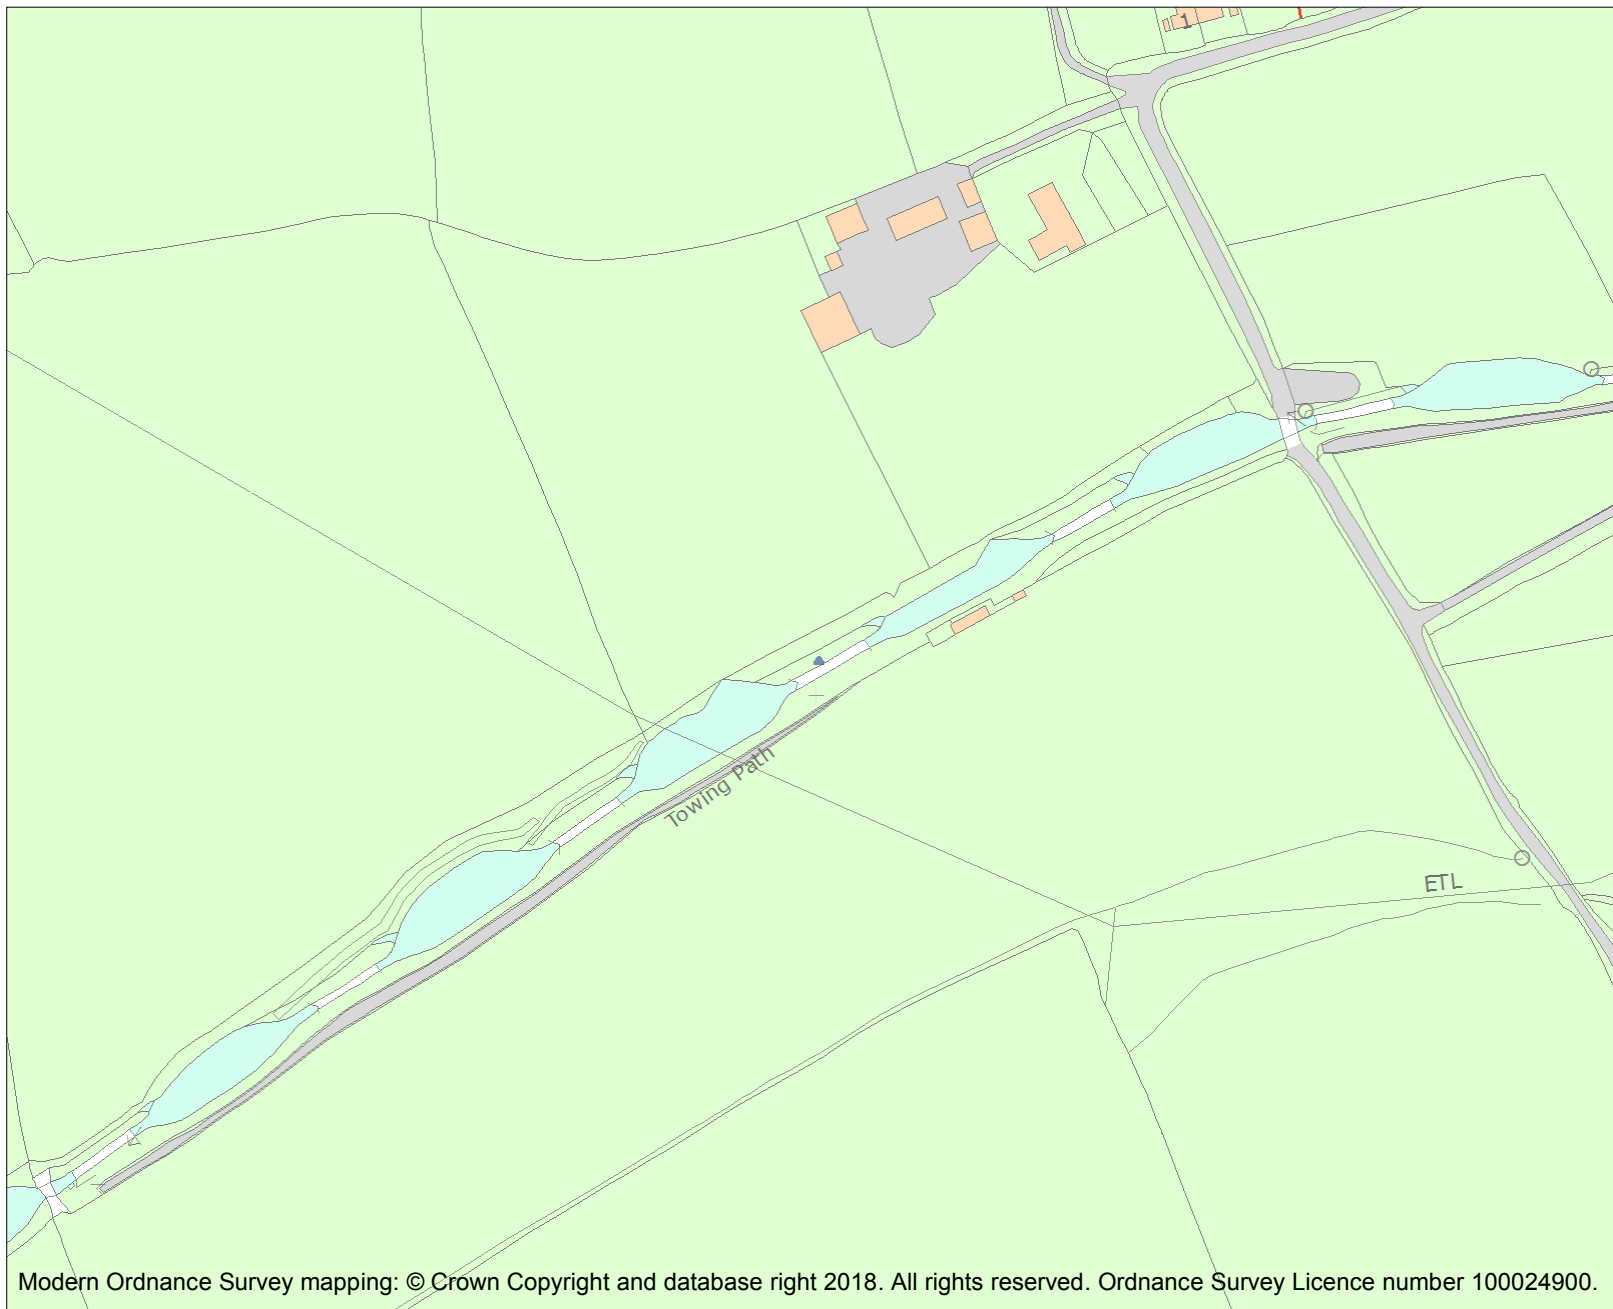 1
Towing Path
ETL
Modern Ordnance Survey mapping: © Crown Copyright and database right 2018. All rights reserved. Ordnance Survey Licence number 100024900.